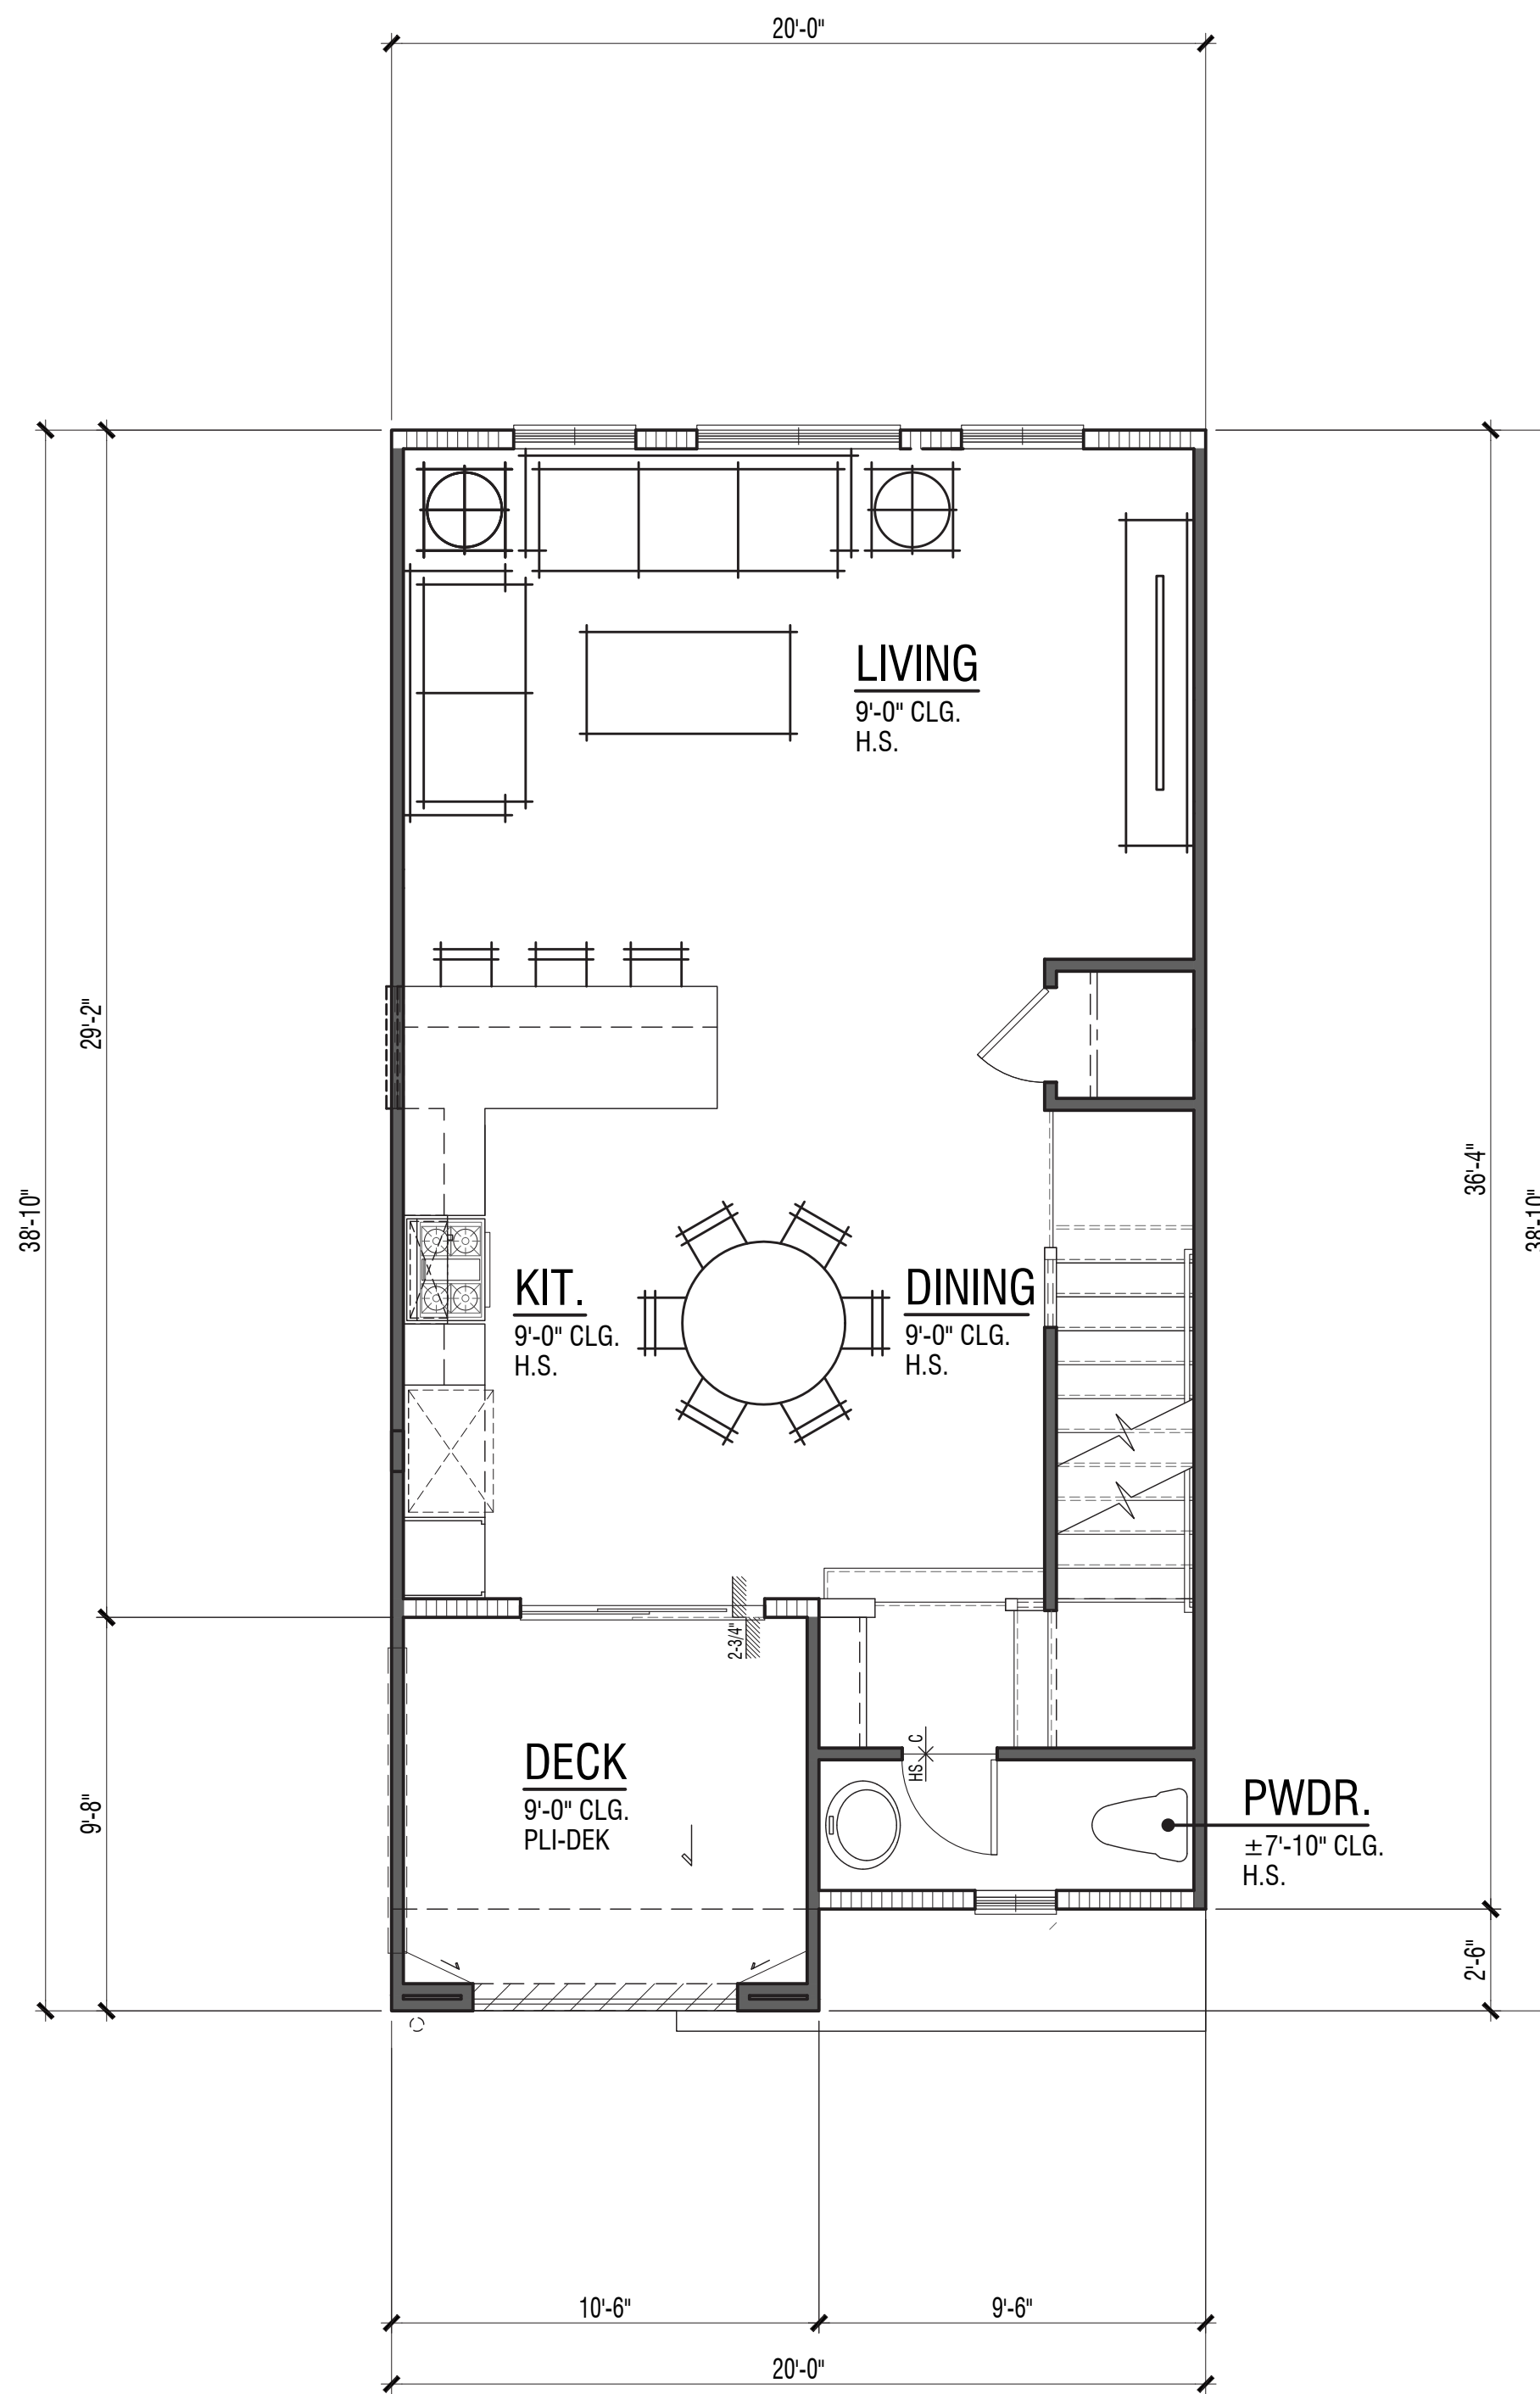 20'-0"
LIVING
9'-0" CLG.
H.S.
29'-2"
38'-10"
36'-4"
38'-10"
KIT.
9'-0" CLG.
H.S.
DINING
9'-0" CLG.
H.S.
2-3/4"
HS C
DECK
9'-0" CLG.
PLI-DEK
PWDR.
±7'-10" CLG.
H.S.
9'-8"
2'-6"
10'-6"
9'-6"
20'-0"